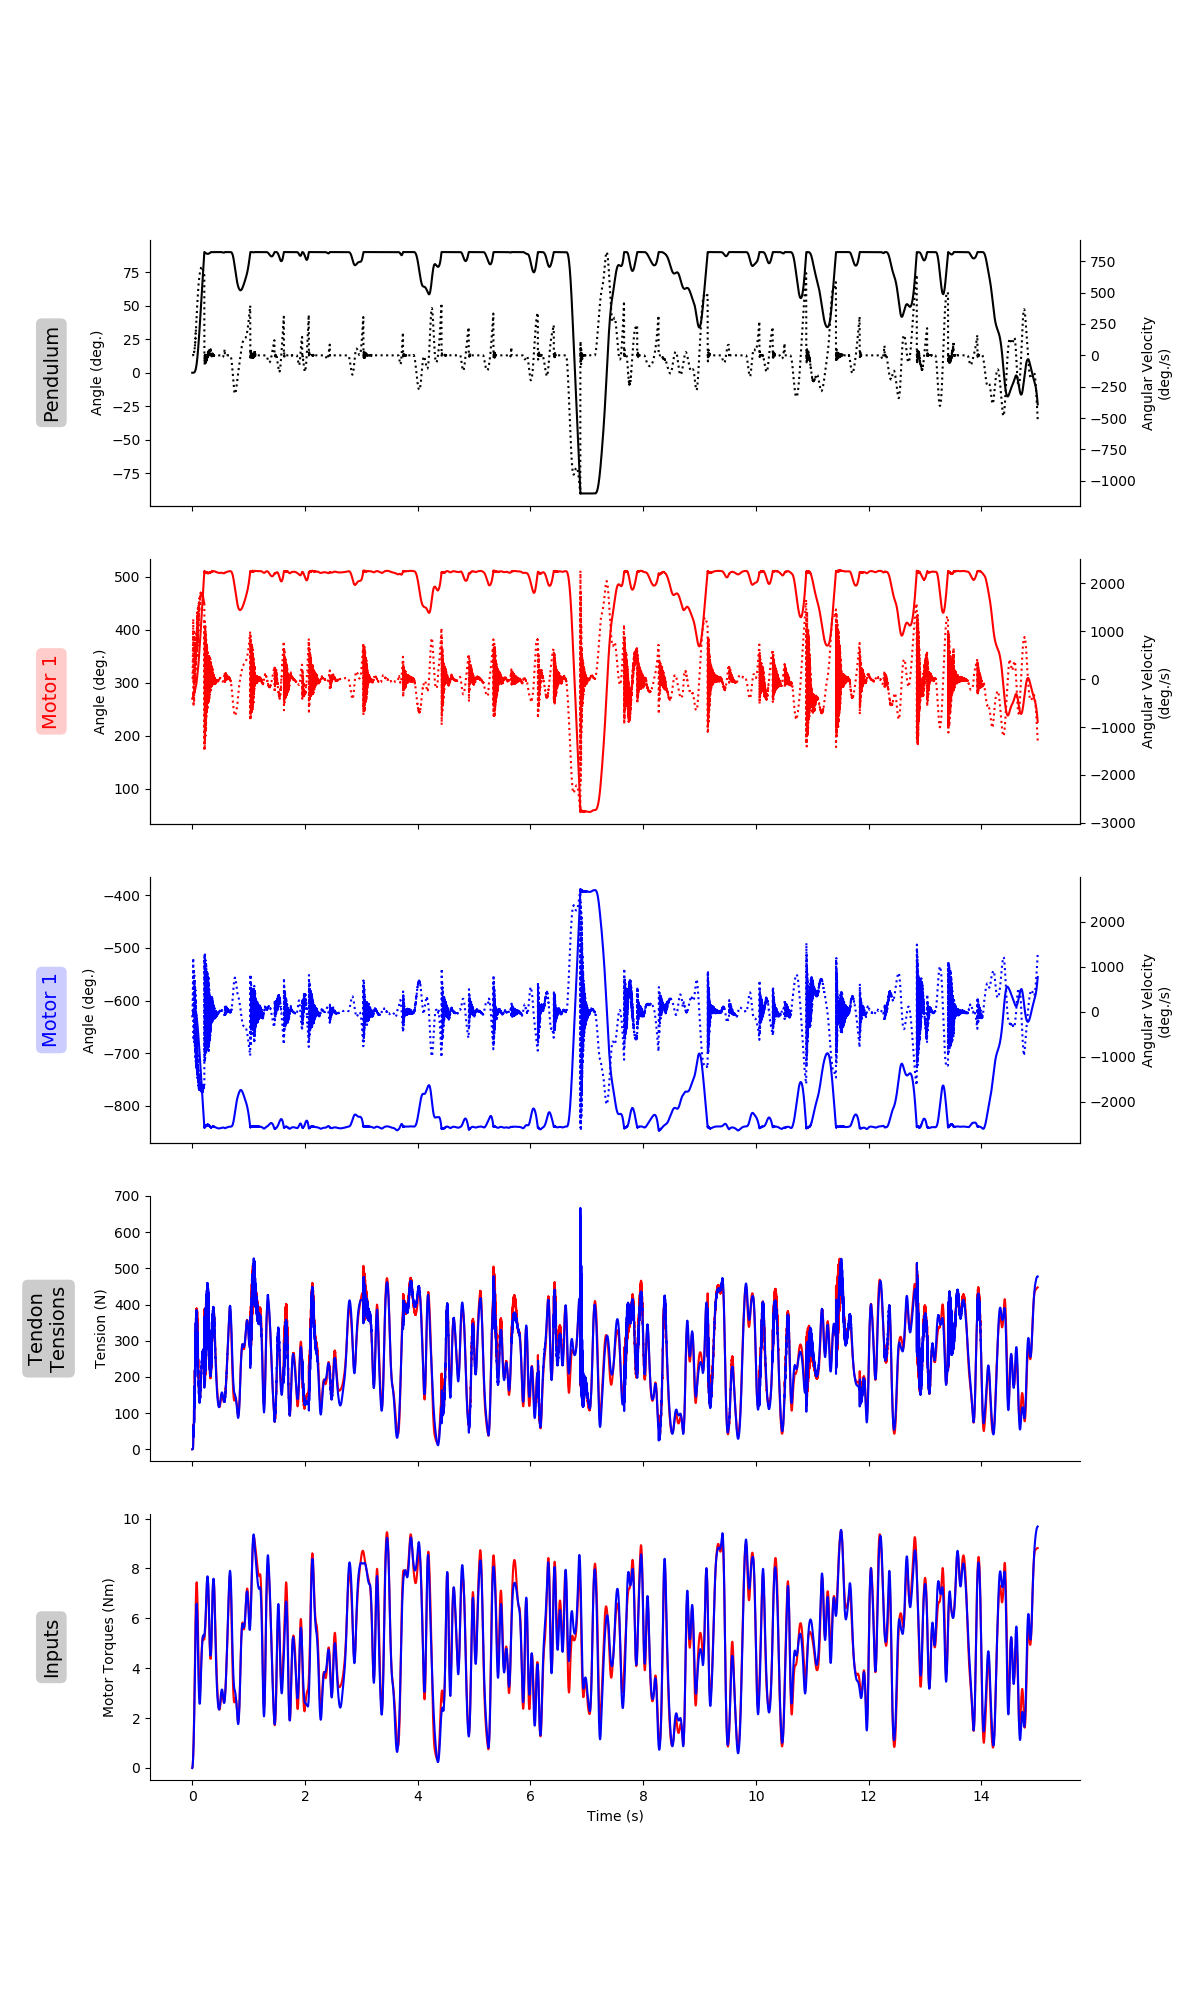 Pendulum
Angle (deg.)
75
50
25
0
−25
−50
−75
750
500
250
0
−250
−500
−750
−1000
Angular Velocity
(deg./s)
Motor 1
Angle (deg.)
500
400
300
200
100
2000
1000
0
−1000
−2000
−3000
Angular Velocity
(deg./s)
Motor 1
Angle (deg.)
−400
−500
−600
−700
−800
2000
1000
0
−1000
−2000
Angular Velocity
(deg./s)
Tendon
Tensions
Tension (N)
700
600
500
400
300
200
100
0
Inputs
Motor Torques (Nm)
10
8
6
4
2
0
0 2 4 6 8 10 12 14
Time (s)